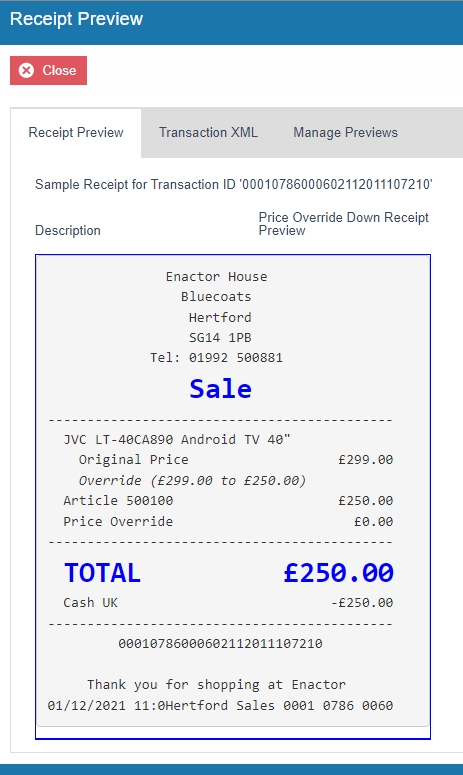 Receipt Preview
Close
Receipt Preview Transaction XML Manage Previews
Sample Receipt for Transaction ID '00010786000602112011107210'
Description Price Override Down Receipt
Preview
Enactor House
Bluecoats
Hertford
SG14 1PB
Tel: 01992 500881
Sale
---------------------------------------------
JVC LT-40CA890 Android TV 40"
Original Price £299.00
Override (£299.00 to £250.00)
Article 500100 £250.00
Price Override £0.00
---------------------------------------------
TOTAL £250.00
Cash UK -£250.00
---------------------------------------------
00010786000602112011107210
Thank you for shopping at Enactor
01/12/2021 11:0Hertford Sales 0001 0786 0060